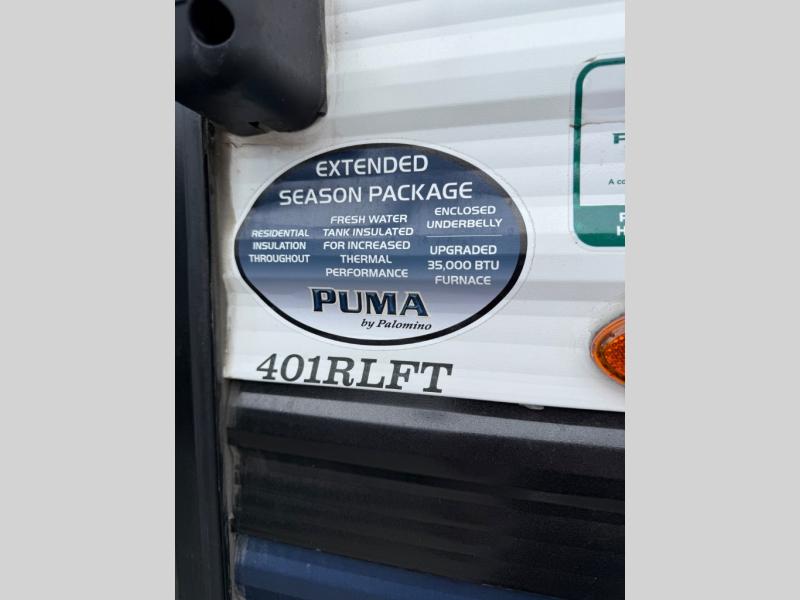 EXTENDED
SEASON PACKAGE
RESIDENTIAL
INSULATION
THROUGHOUT
FRESH WATER
TANK INSULATED
FOR INCREASED
THERMAL
PERFORMANCE
ENCLOSED
UNDERBELLY
UPGRADED
35,000 BTU
FURNACE
PUMA
by Palomino
401RLFT
A co